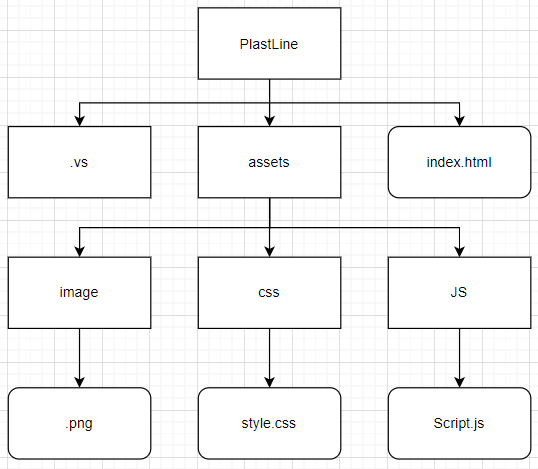 PlastLine
.vs
assets
index.html
image
css
JS
.png
style.css
Script.js